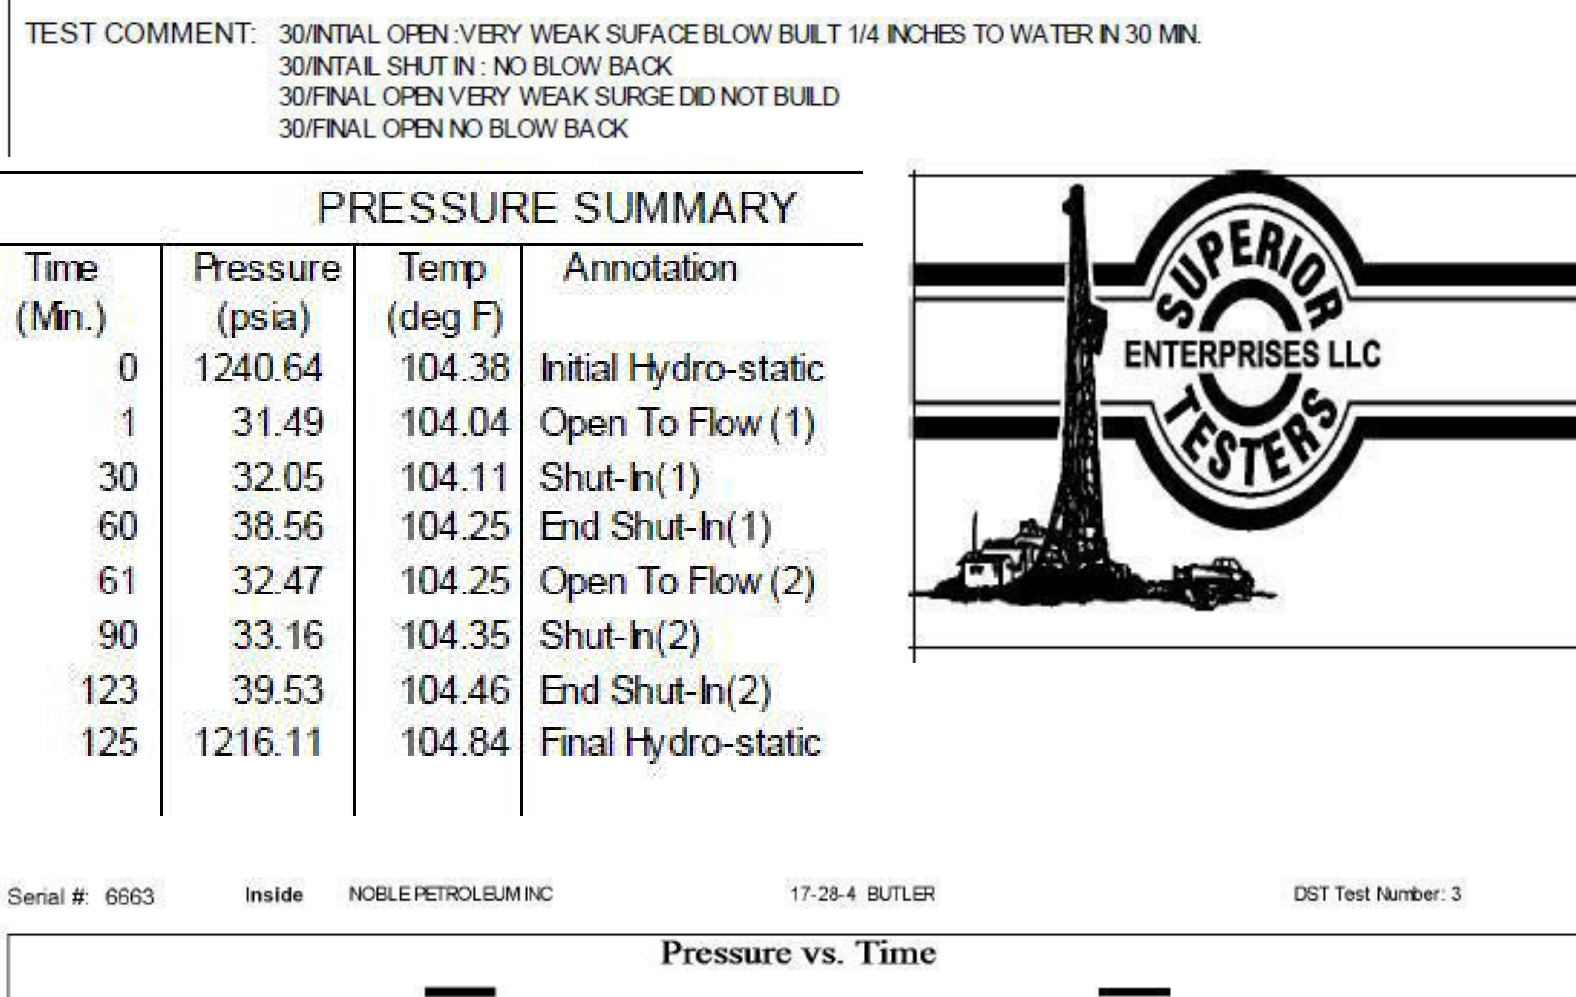 TEST COMMENT: 30/INTIAL OPEN :VERY WEAK SUFACE BLOW BUILT 1/4 INCHES TO WATER IN 30 MIN.
30/INTAIL SHUT IN : NO BLOW BACK
30/FINAL OPEN VERY WEAK SURGE DID NOT BUILD
30/FINAL OPEN NO BLOW BACK
PRESSURE SUMMARY
Time Pressure Temp Annotation
(Min.) (psia) (deg F)
0 1240.64 104.38 Initial Hydro-static
1 31.49 104.04 Open To Flow (1)
30 32.05 104.11 Shut-In(1)
60 38.56 104.25 End Shut-In(1)
61 32.47 104.25 Open To Flow (2)
90 33.16 104.35 Shut-In(2)
123 39.53 104.46 End Shut-In(2)
125 1216.11 104.84 Final Hydro-static
SUPERIOR
ENTERPRISES LLC
TESTERS
Serial #: 6663 Inside NOBLE PETROLEUM INC 17-28-4 BUTLER DST Test Number: 3
Pressure vs. Time